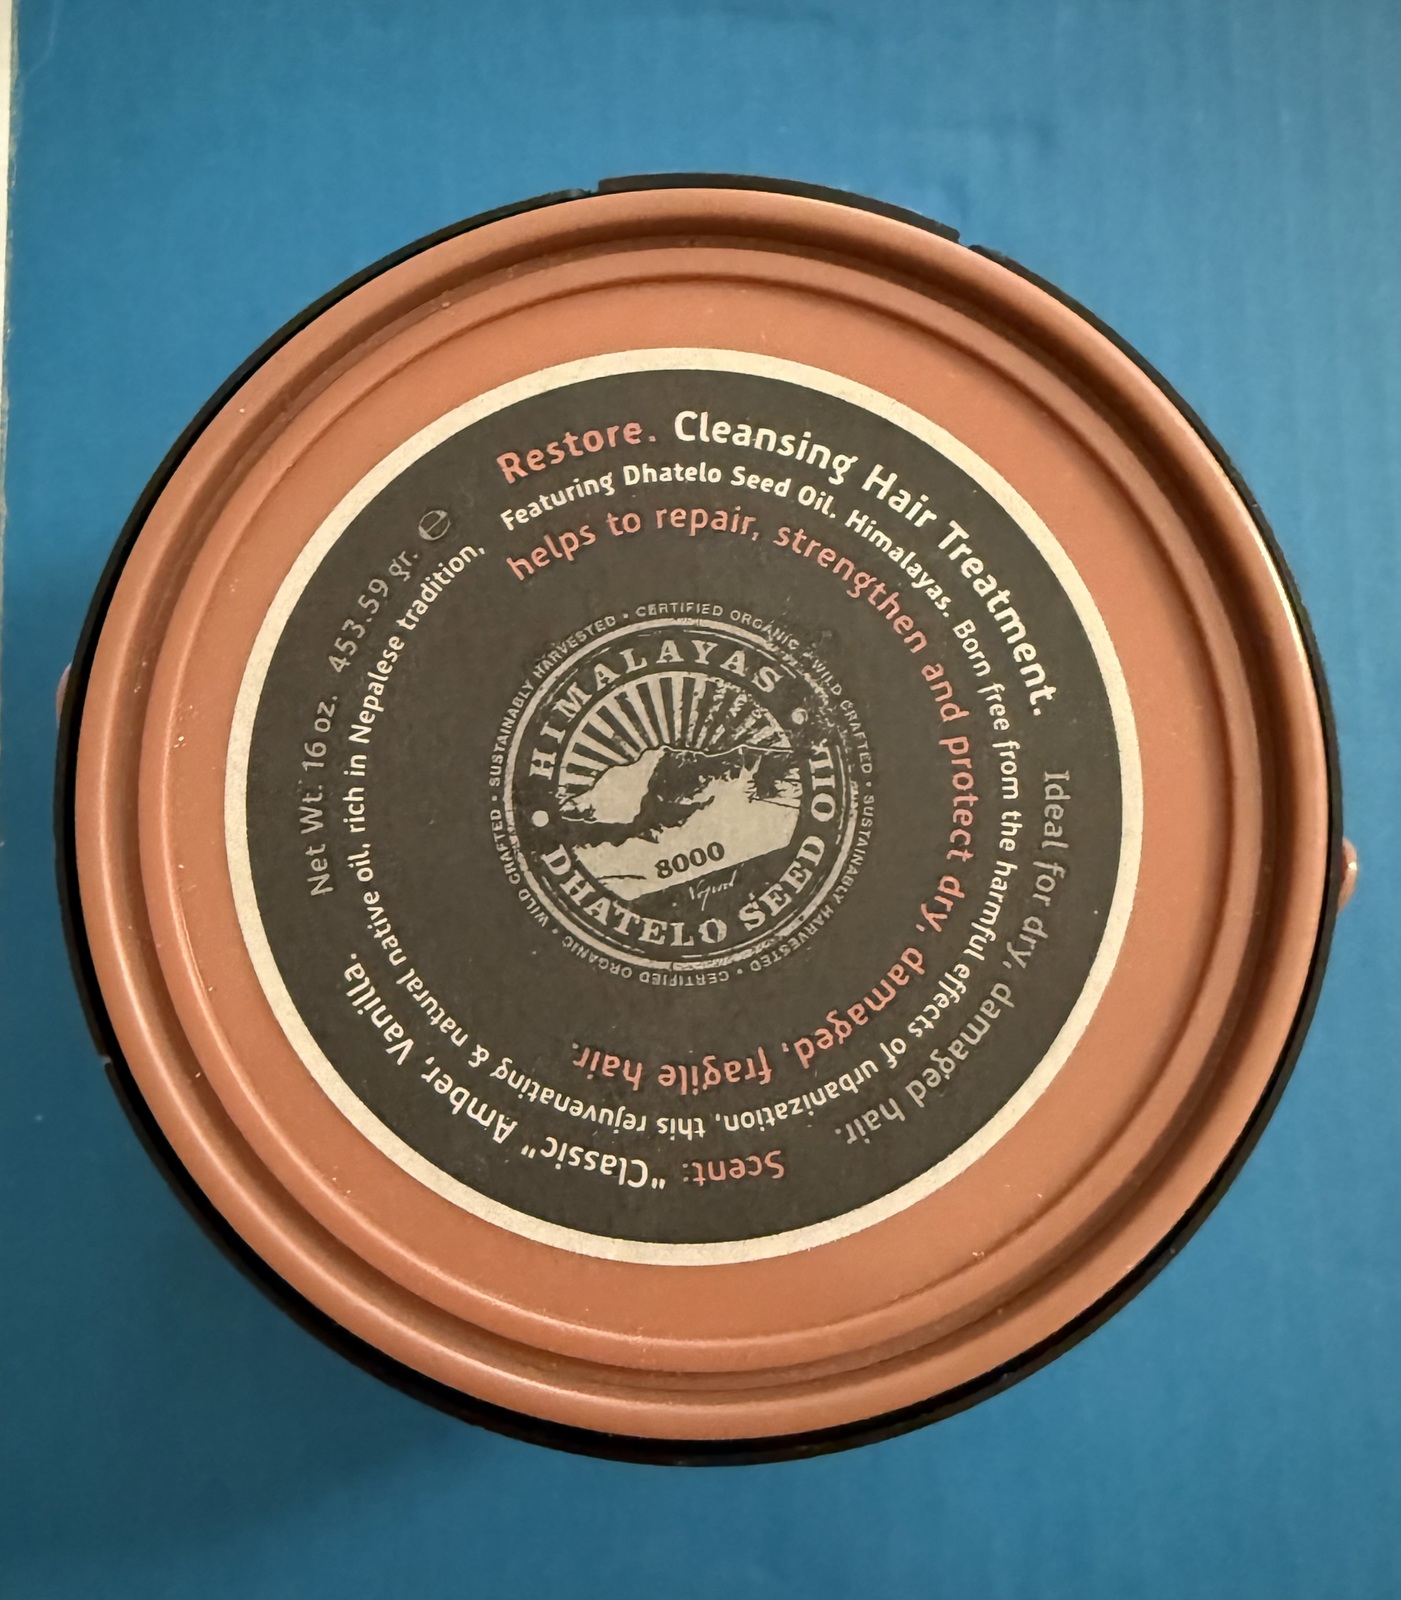 Restore. Cleansing Hair Treatment.
Ideal for dry, damaged hair.
Scent: "Classic" Amber, Vanilla.
Net Wt. 16 oz. 453.59 gr. ℮
Featuring Dhatelo Seed Oil. Himalayas. Born free from the harmful effects of urbanization, this rejuvenating & natural native oil, rich in Nepalese tradition,
helps to repair, strengthen and protect dry, damaged, fragile hair.
CERTIFIED ORGANIC • WILD CRAFTED • SUSTAINABLY HARVESTED • CERTIFIED ORGANIC • WILD CRAFTED • SUSTAINABLY HARVESTED •
HIMALAYAS
DHATELO SEED OIL
8000